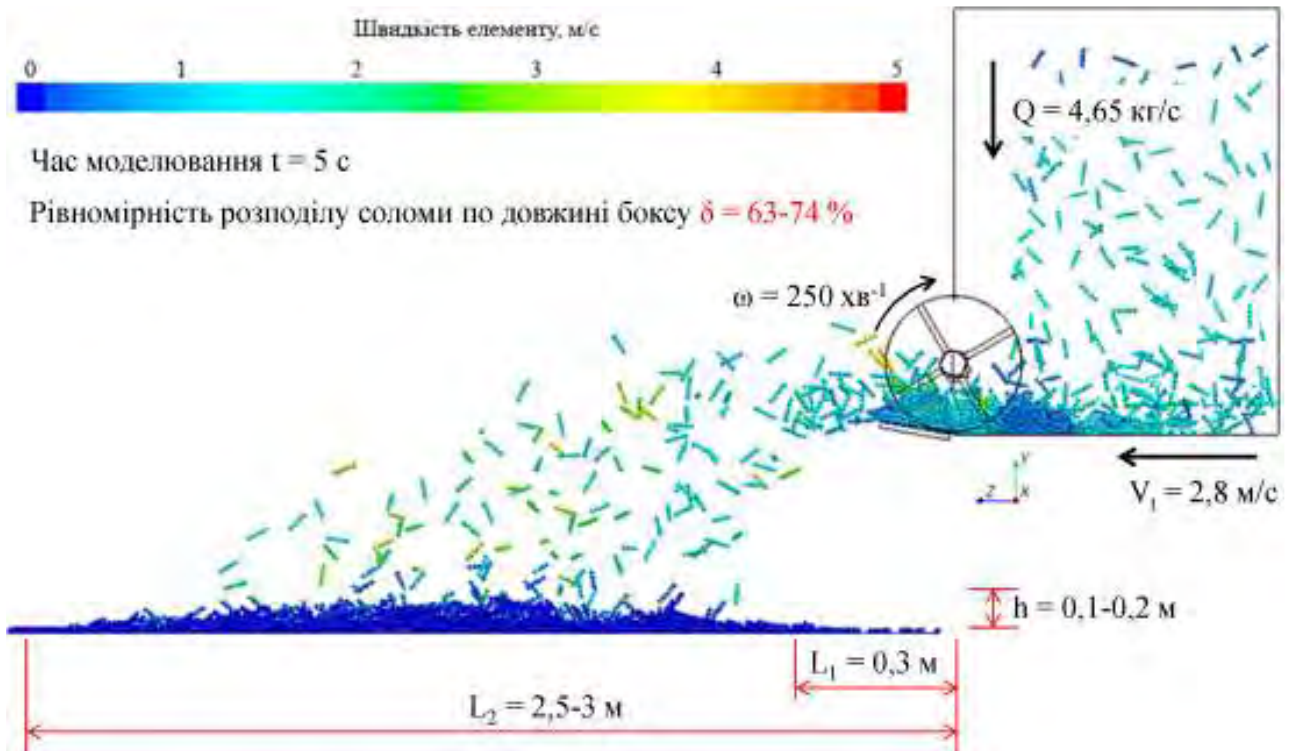 Швидкість елементу, м/с
0 1 2 3 4 5
Q = 4,65 кг/с
Час моделювання t = 5 с
Рівномірність розподілу соломи по довжині боксу δ = 63-74 %
ω = 250 хв⁻¹
Y
Z X
V₁ = 2,8 м/с
h = 0,1-0,2 м
L₁ = 0,3 м
L₂ = 2,5-3 м